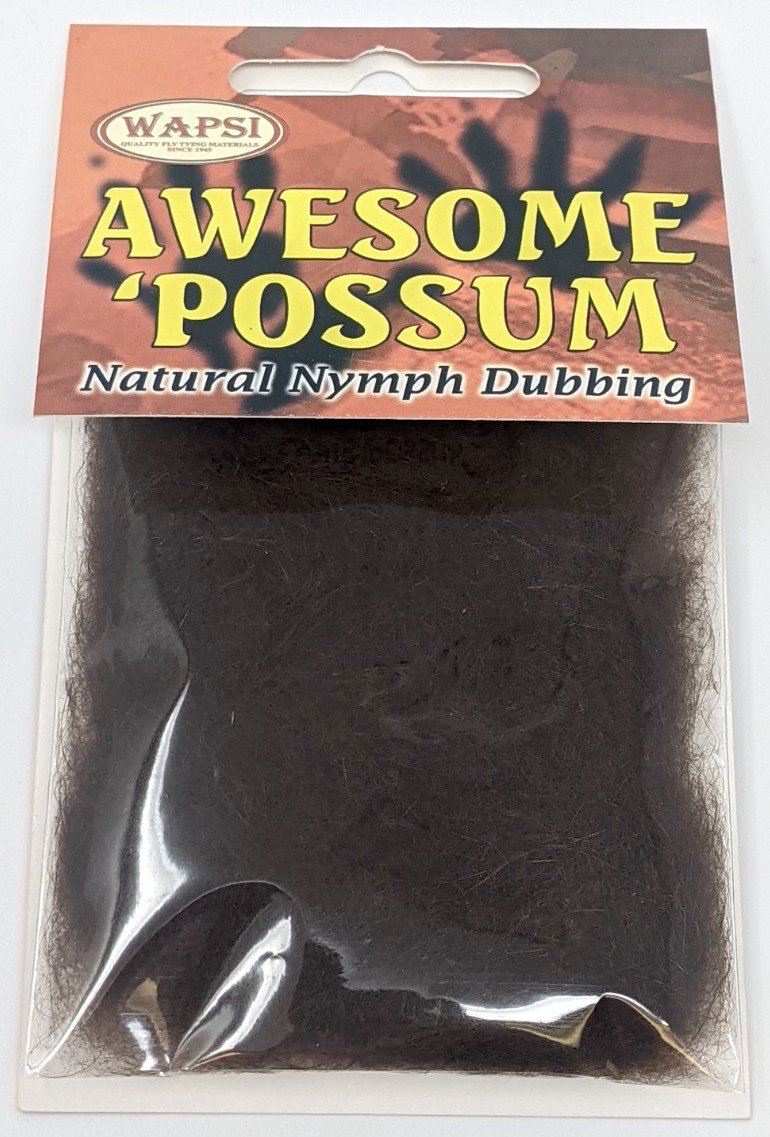 WAPSI
QUALITY FLY TYING MATERIALS
SINCE 1945
AWESOME
‘POSSUM
Natural Nymph Dubbing